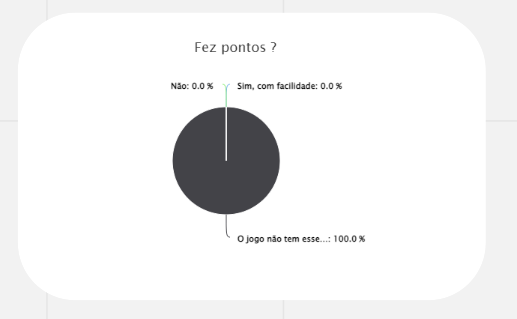 Fez pontos ?
Não: 0.0 %
Sim, com facilidade: 0.0 %
O jogo não tem esse...: 100.0 %